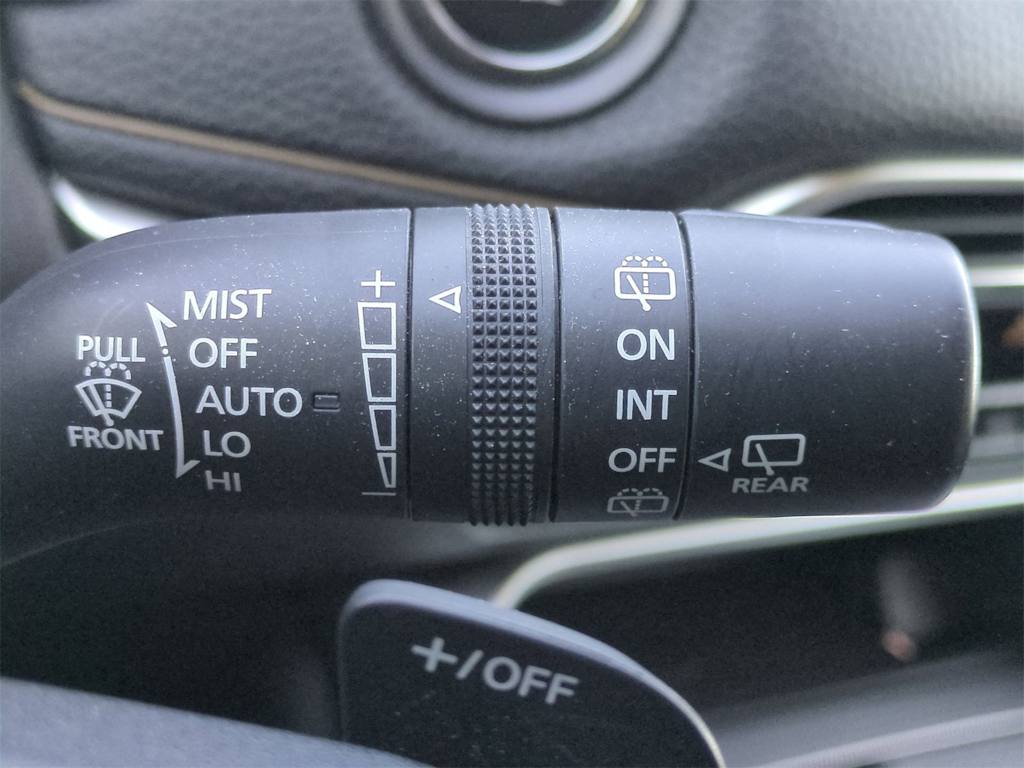 MIST
PULL
OFF
AUTO
FRONT
LO
HI
+
−
ON
INT
OFF
REAR
+/OFF